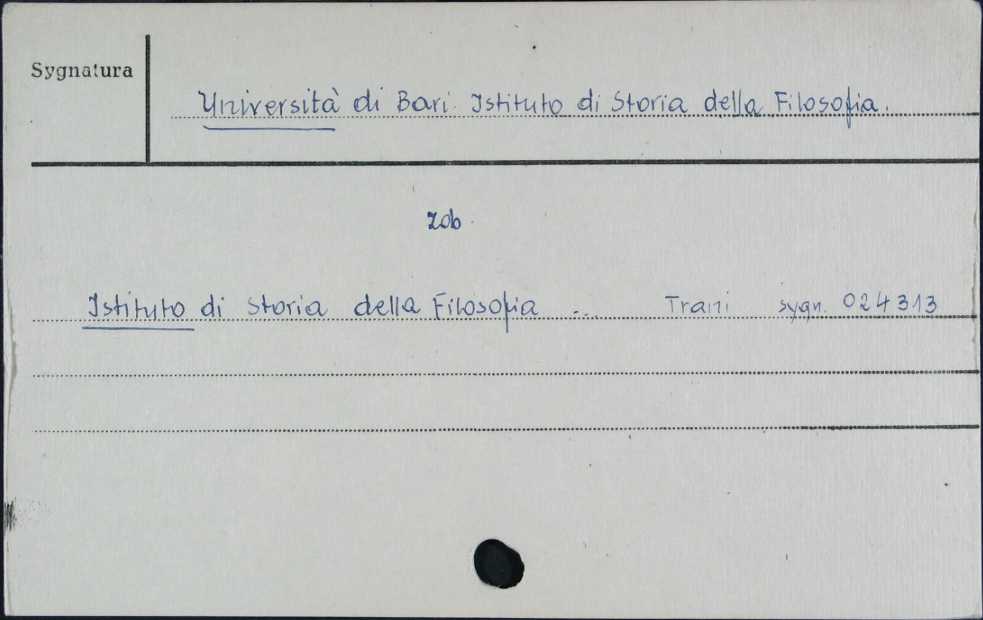 Sygnatura
Università di Bari. Istituto di Storia della Filosofia.
zob.
Istituto di Storia della Filosofia ... Trani sygn. 024313